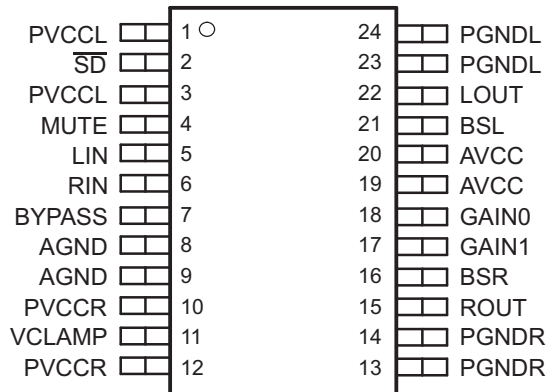 PVCCL 1 24 PGNDL
SD 2 23 PGNDL
PVCCL 3 22 LOUT
MUTE 4 21 BSL
LIN 5 20 AVCC
RIN 6 19 AVCC
BYPASS 7 18 GAIN0
AGND 8 17 GAIN1
AGND 9 16 BSR
PVCCR 10 15 ROUT
VCLAMP 11 14 PGNDR
PVCCR 12 13 PGNDR